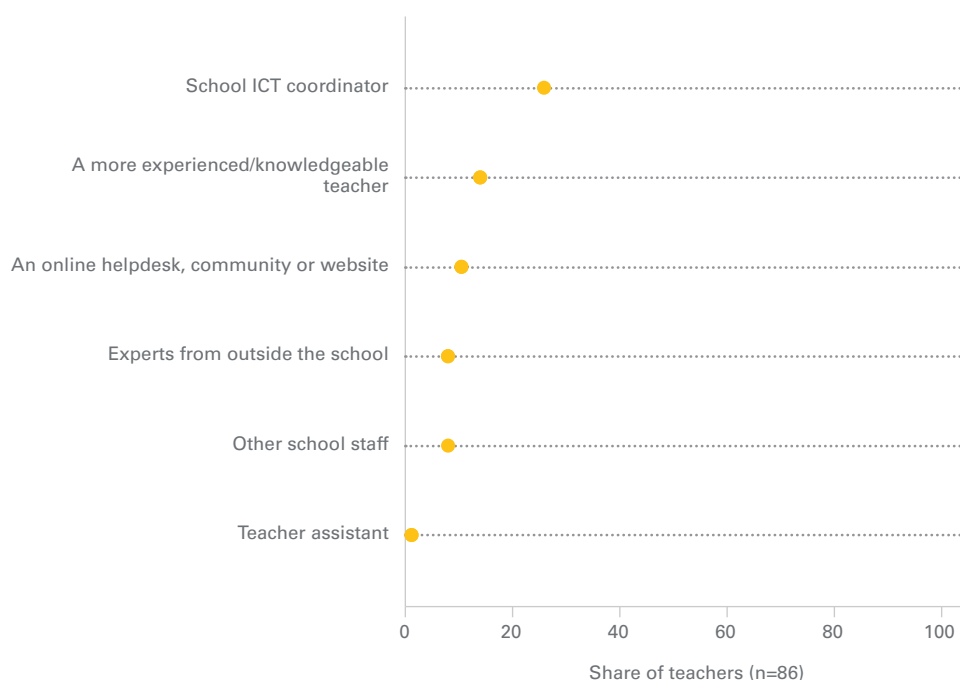 School ICT coordinator
A more experienced/knowledgeable
teacher
An online helpdesk, community or website
Experts from outside the school
Other school staff
Teacher assistant
0 20 40 60 80 100
Share of teachers (n=86)